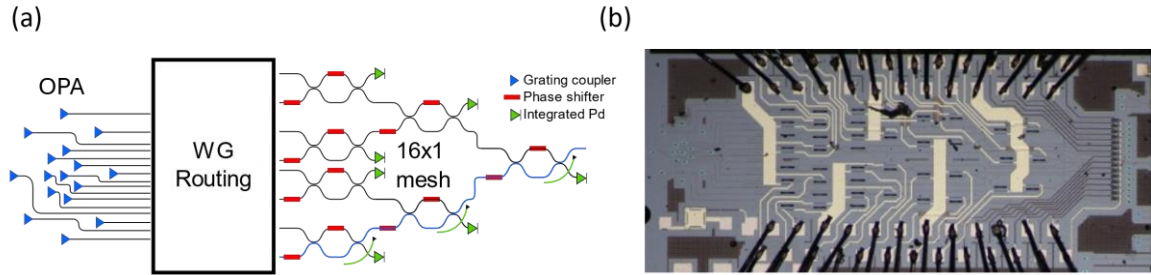 (a)
(b)
OPA
WG
Routing
16x1
mesh
Grating coupler
Phase shifter
Integrated Pd